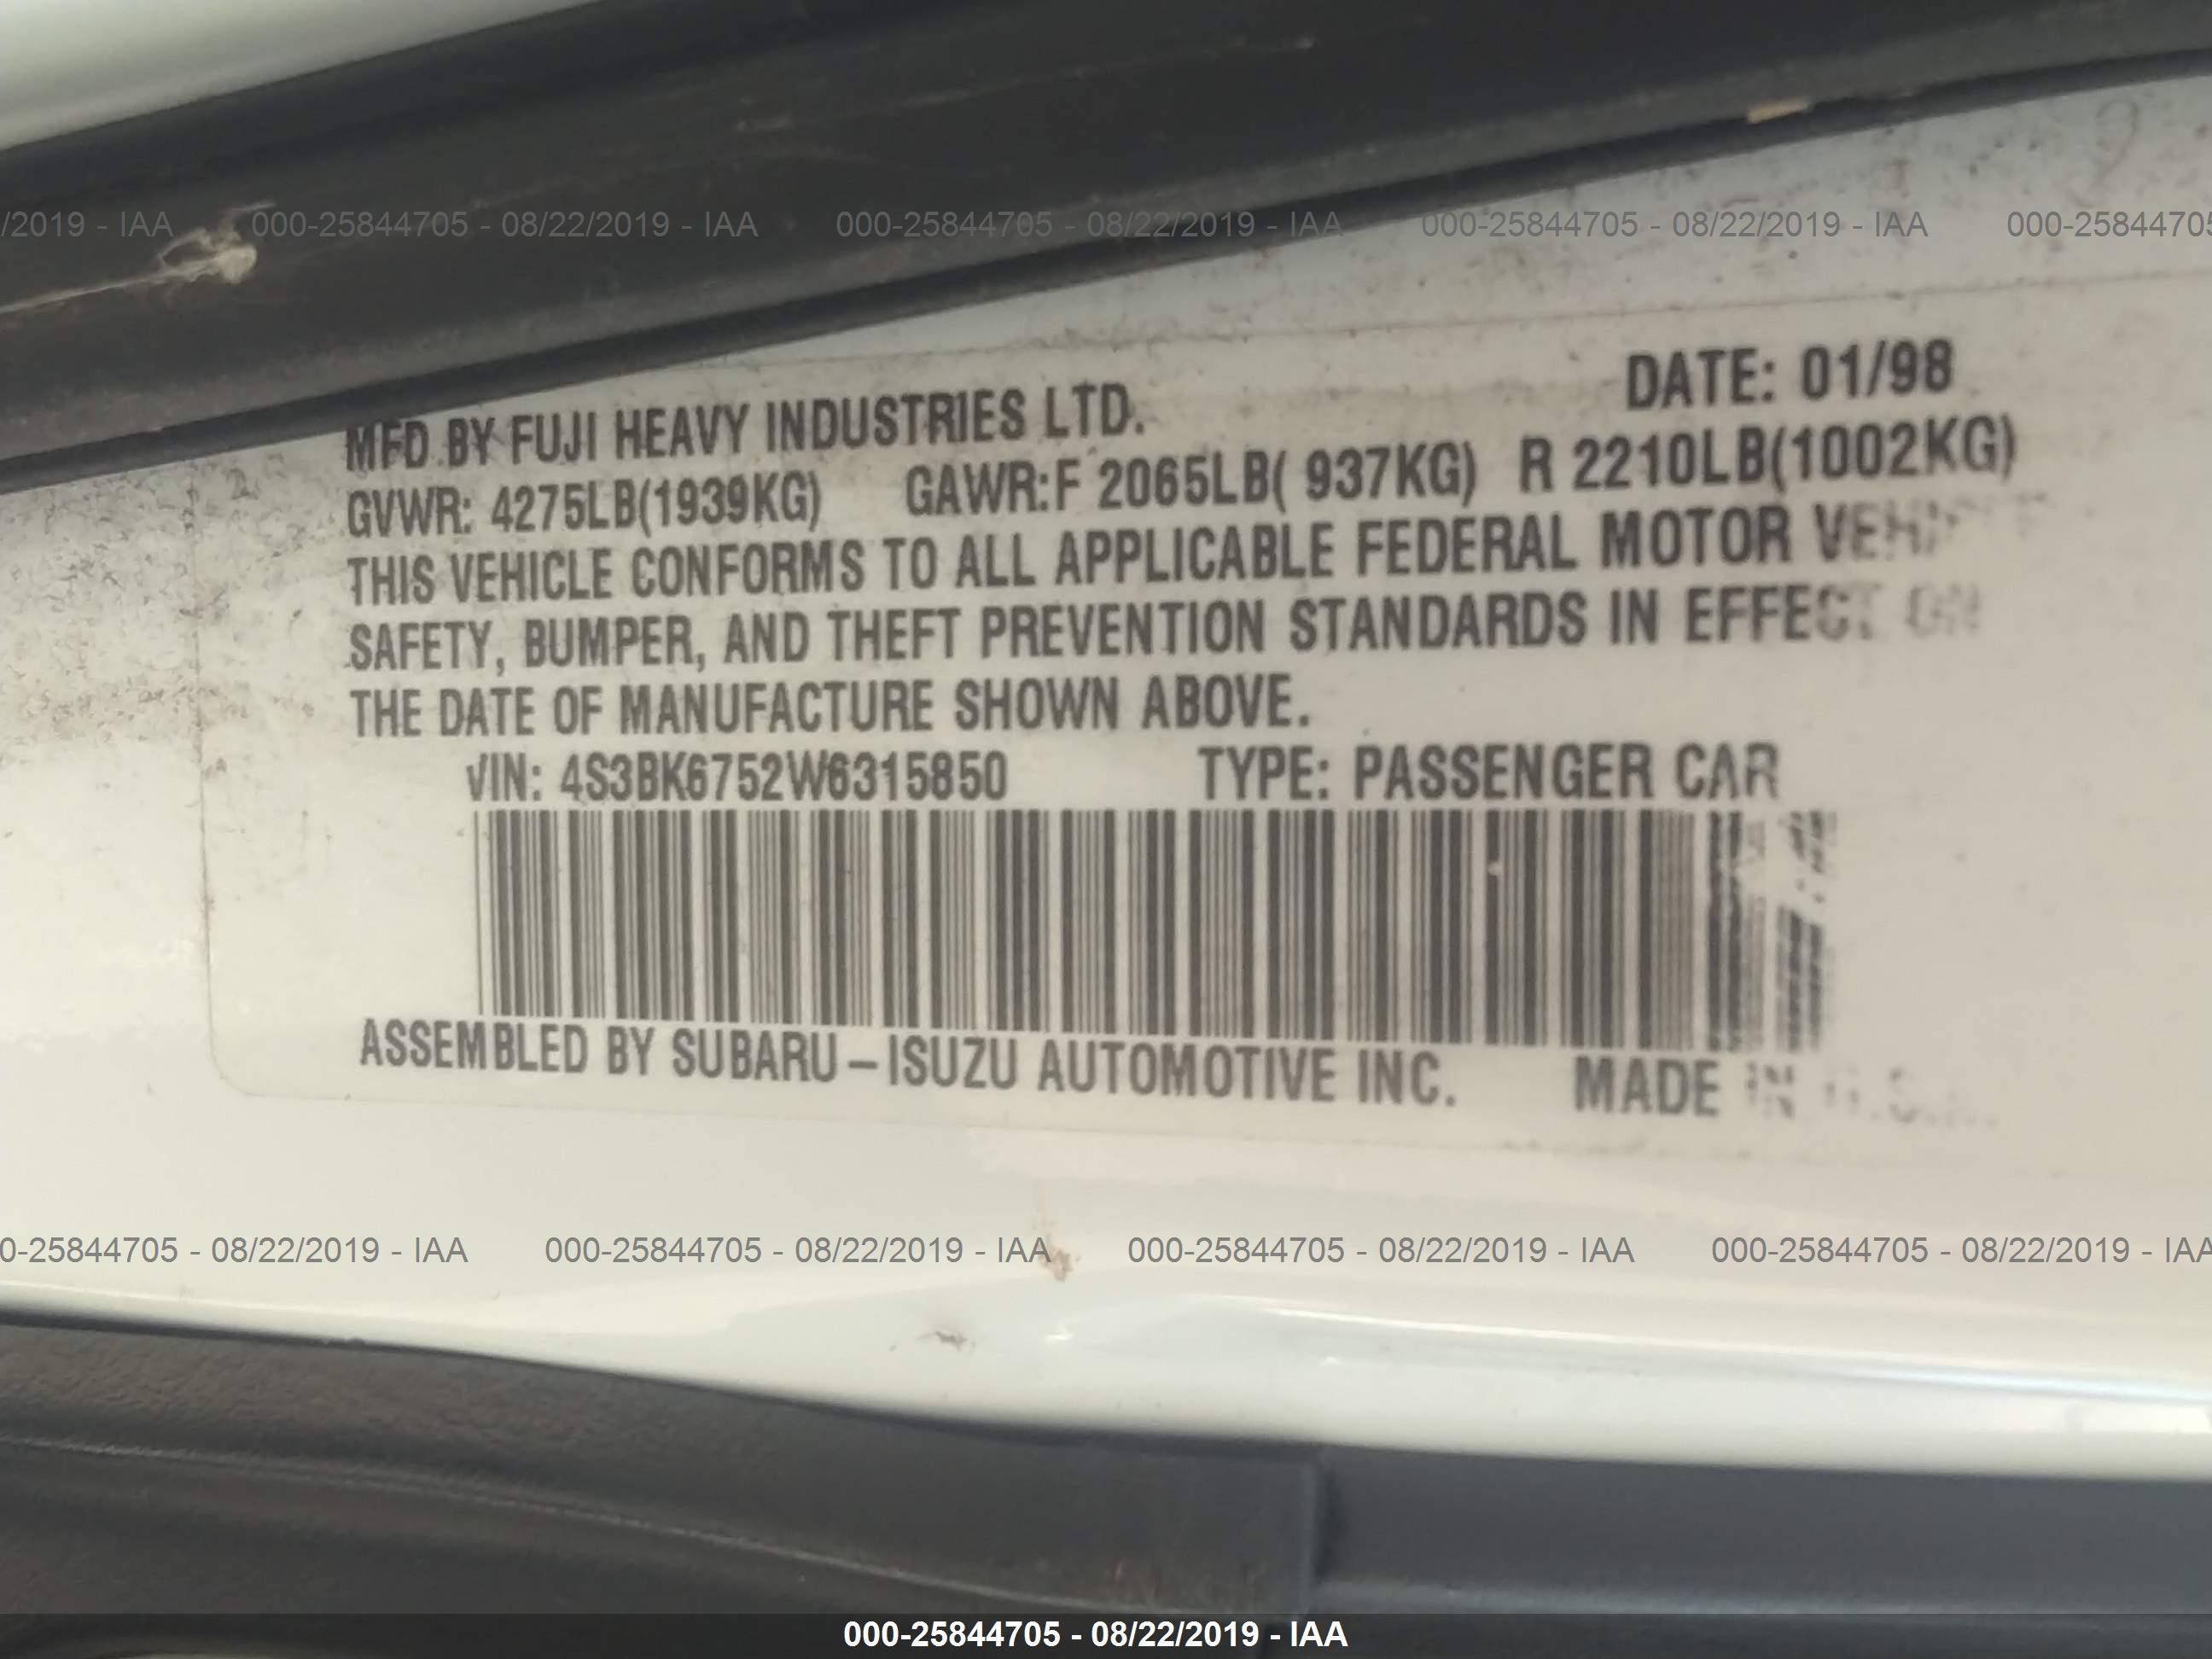 /2019 - IAA 000-25844705 - 08/22/2019 - IAA 000-25844705 - 08/22/2019 - IAA 000-25844705 - 08/22/2019 - IAA 000-25844705
DATE: 01/98
MFD BY FUJI HEAVY INDUSTRIES LTD.
GVWR: 4275LB(1939KG) GAWR:F 2065LB( 937KG) R 2210LB(1002KG)
THIS VEHICLE CONFORMS TO ALL APPLICABLE FEDERAL MOTOR
SAFETY, BUMPER, AND THEFT PREVENTION STANDARDS IN EFFECT ON
THE DATE OF MANUFACTURE SHOWN ABOVE.
VIN: 4S3BK6752W6315850 TYPE: PASSENGER CAR
ASSEMBLED BY SUBARU-ISUZU AUTOMOTIVE INC. MADE IN
0-25844705 - 08/22/2019 - IAA 000-25844705 - 08/22/2019 - IAA 000-25844705 - 08/22/2019 - IAA 000-25844705 - 08/22/2019 - IAA
000-25844705 - 08/22/2019 - IAA